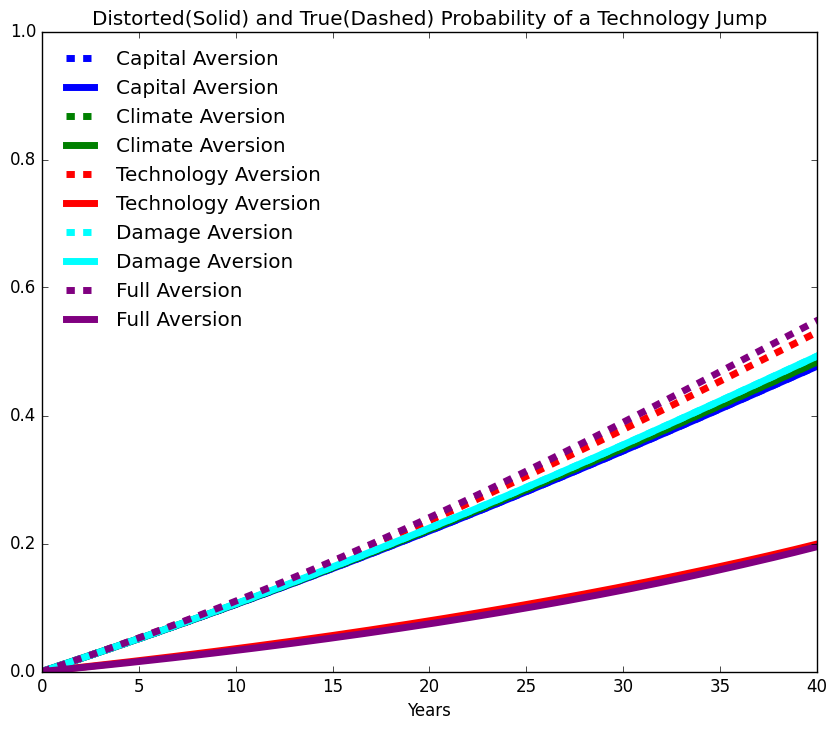 Distorted(Solid) and True(Dashed) Probability of a Technology Jump
1.0
Capital Aversion
Capital Aversion
Climate Aversion
Climate Aversion
0.8
Technology Aversion
Technology Aversion
Damage Aversion
Damage Aversion
0.6
Full Aversion
Full Aversion
0.4
0.2
0.0
0 5 10 15 20 25 30 35 40
Years